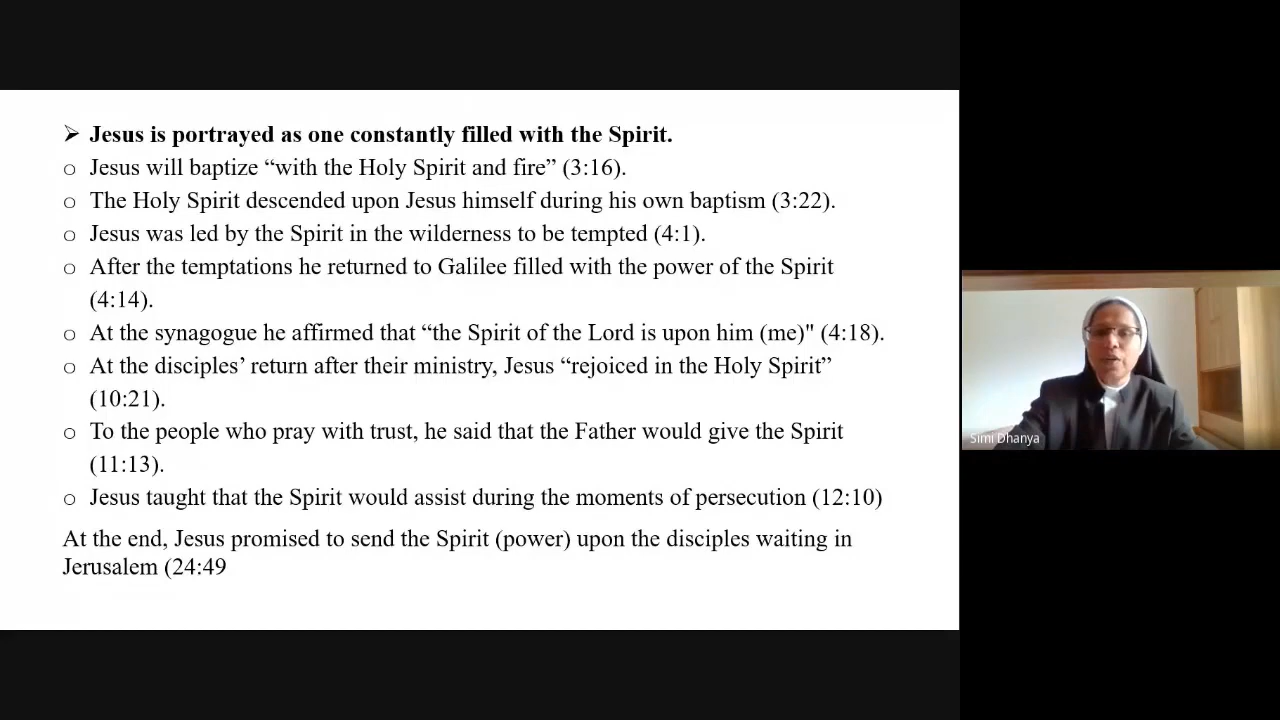 ➢ Jesus is portrayed as one constantly filled with the Spirit.
o Jesus will baptize “with the Holy Spirit and fire” (3:16).
o The Holy Spirit descended upon Jesus himself during his own baptism (3:22).
o Jesus was led by the Spirit in the wilderness to be tempted (4:1).
o After the temptations he returned to Galilee filled with the power of the Spirit
(4:14).
o At the synagogue he affirmed that “the Spirit of the Lord is upon him (me)" (4:18).
o At the disciples’ return after their ministry, Jesus “rejoiced in the Holy Spirit”
(10:21).
o To the people who pray with trust, he said that the Father would give the Spirit
(11:13).
o Jesus taught that the Spirit would assist during the moments of persecution (12:10)
At the end, Jesus promised to send the Spirit (power) upon the disciples waiting in
Jerusalem (24:49
Simi Dhanya